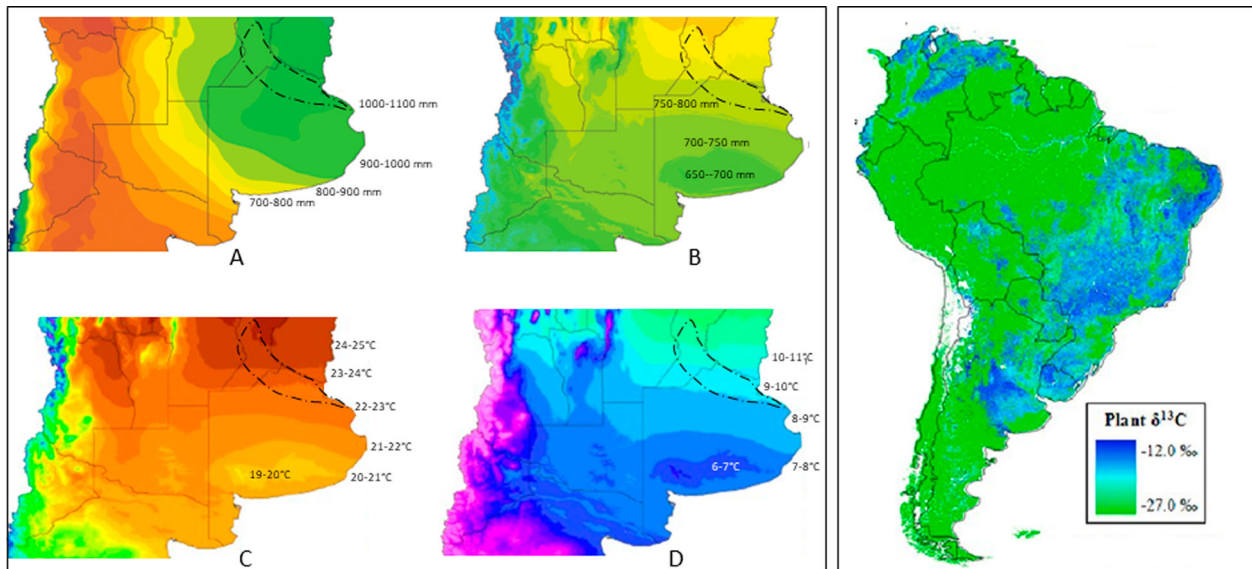 1000-1100 mm
900-1000 mm
800-900 mm
700-800 mm
A
750-800 mm
700-750 mm
650--700 mm
B
24-25°C
23-24°C
22-23°C
21-22°C
19-20°C
20-21°C
C
10-11°C
9-10°C
8-9°C
6-7°C
7-8°C
D
Plant δ¹³C
-12.0 ‰
-27.0 ‰